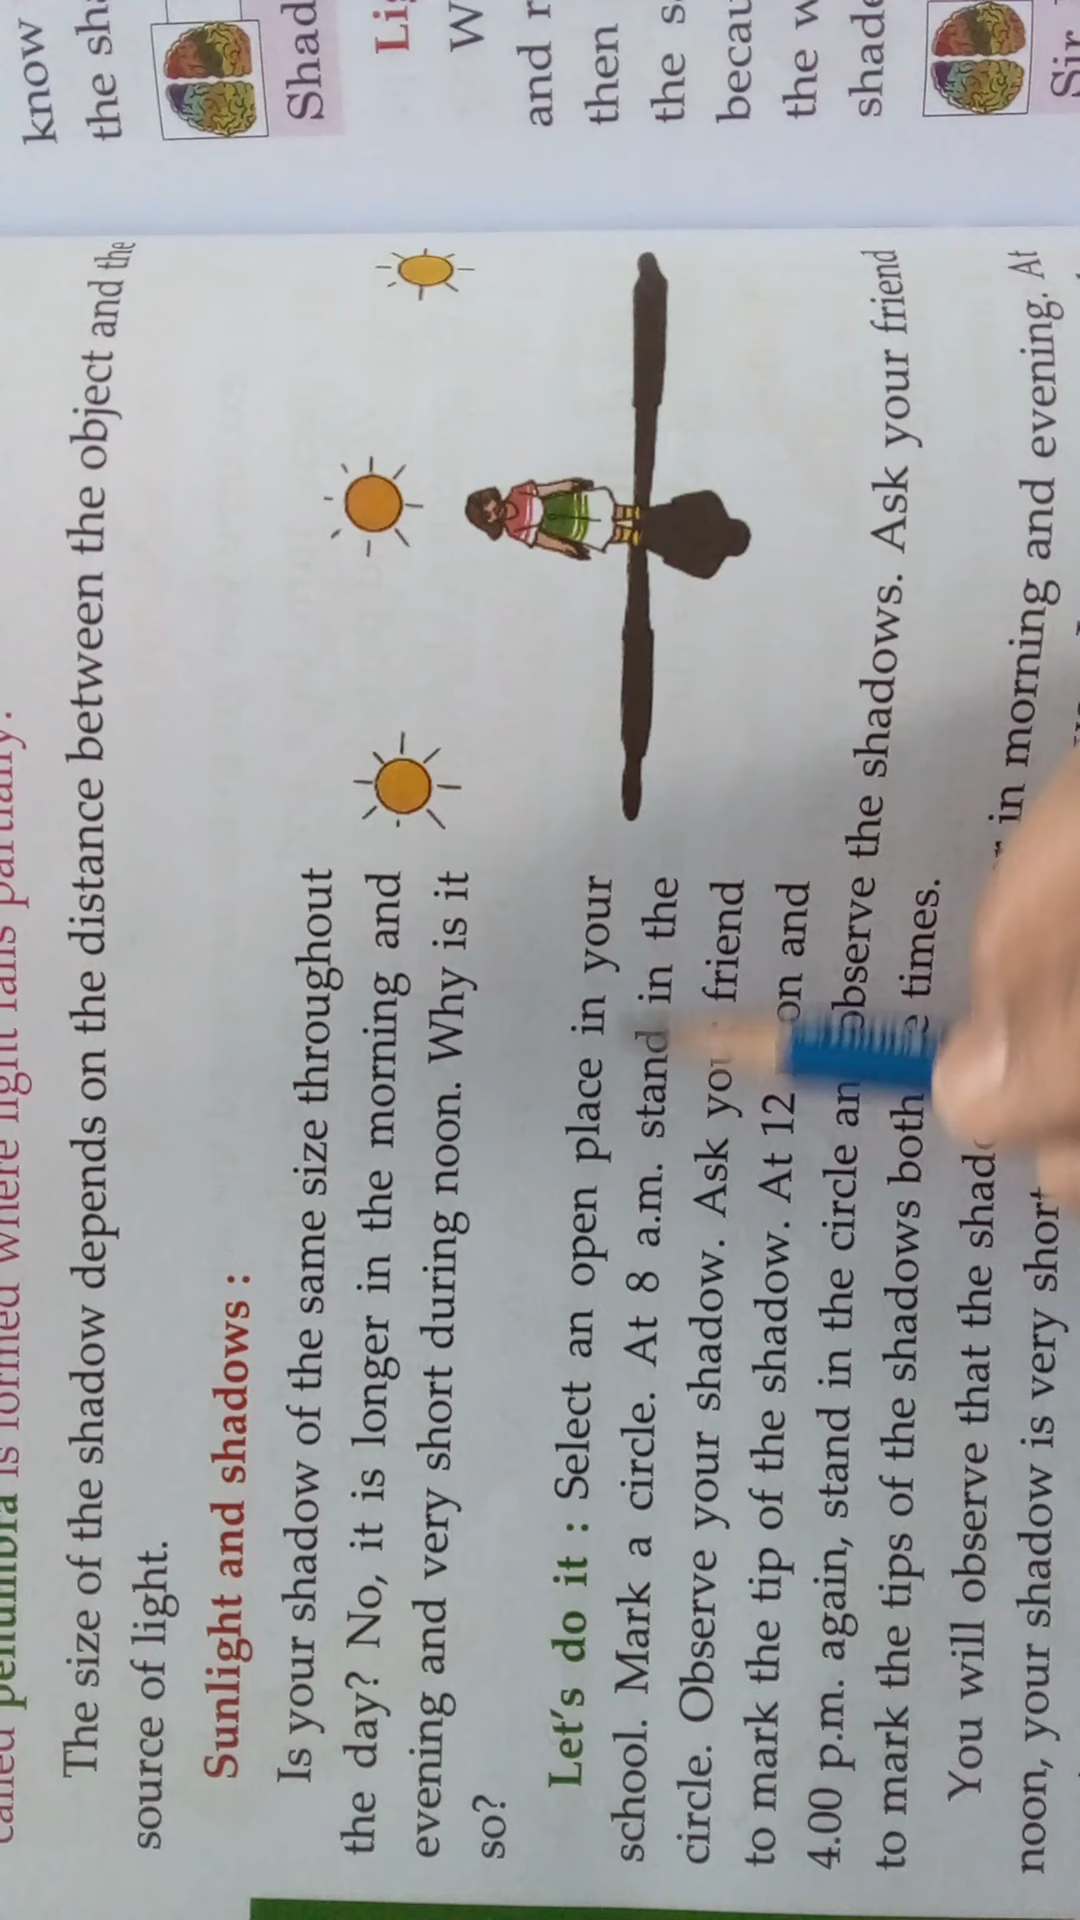 called penumbra is formed where light falls partially.
The size of the shadow depends on the distance between the object and the
source of light.
Sunlight and shadows :
Is your shadow of the same size throughout
the day? No, it is longer in the morning and
evening and very short during noon. Why is it
so?
Let's do it : Select an open place in your
school. Mark a circle. At 8 a.m. stand in the
circle. Observe your shadow. Ask friend
to mark the tip of the shadow. At 12 and
4.00 p.m. again, stand in the circle observe the shadows. Ask your friend
to mark the tips of the shadows both times.
You will observe that the in morning and evening. At
noon, your shadow is very short
know
the
Shad
Li
W
and r
then
the s
becau
the w
shade
Sir